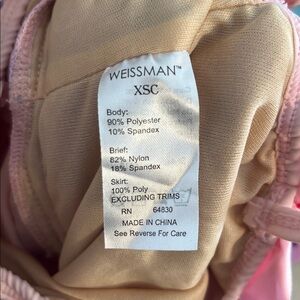 WEISSMAN™
XSC
Body:
90% Polyester
10% Spandex
Brief:
82% Nylon
18% Spandex
Skirt:
100% Poly
EXCLUDING TRIMS
RN 64830
MADE IN CHINA
See Reverse For Care